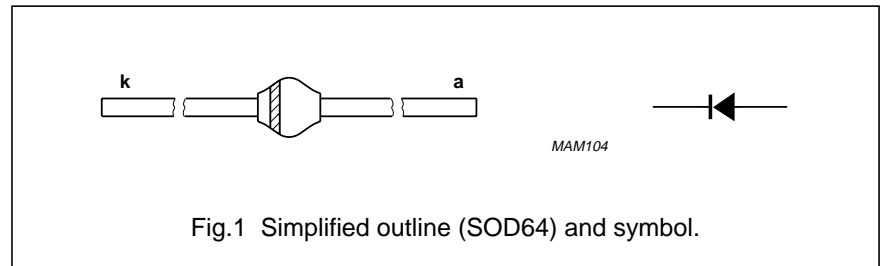 k a
MAM104
Fig.1 Simplified outline (SOD64) and symbol.